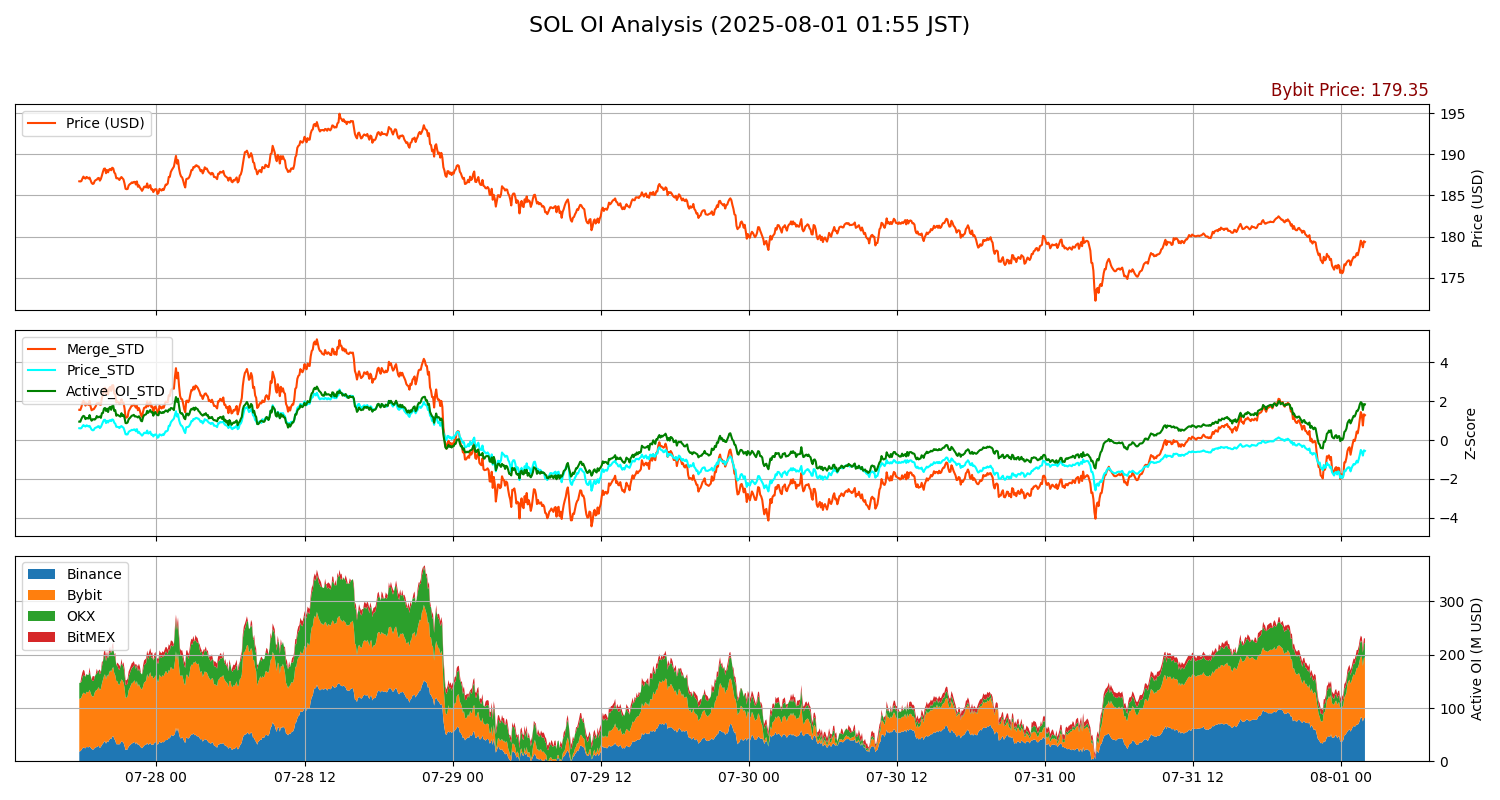 SOL OI Analysis (2025-08-01 01:55 JST)
Bybit Price: 179.35
Price (USD)
195
190
185
180
175
Price (USD)
Merge_STD
Price_STD
Active_OI_STD
4
2
0
−2
−4
Z-Score
Binance
Bybit
OKX
BitMEX
300
200
100
0
Active OI (M USD)
07-28 00
07-28 12
07-29 00
07-29 12
07-30 00
07-30 12
07-31 00
07-31 12
08-01 00